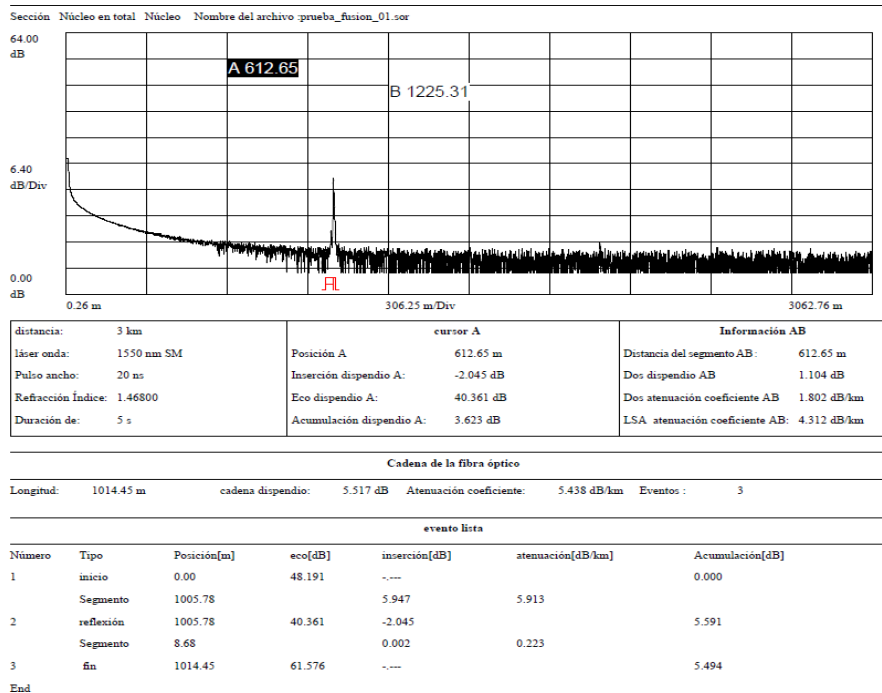 Sección Núcleo en total Núcleo Nombre del archivo :prueba_fusion_01.sor
64.00
dB
A 612.65
B 1225.31
6.40
dB/Div
0.00
dB
0.26 m 306.25 m/Div 3062.76 m
distancia: 3 km cursor A Información AB
láser onda: 1550 nm SM Posición A 612.65 m Distancia del segmento AB : 612.65 m
Pulso ancho: 20 ns Inserción dispendio A: -2.045 dB Dos dispendio AB 1.104 dB
Refracción Índice: 1.46800 Eco dispendio A: 40.361 dB Dos atenuación coeficiente AB 1.802 dB/km
Duración de: 5 s Acumulación dispendio A: 3.623 dB LSA atenuación coeficiente AB: 4.312 dB/km
Cadena de la fibra óptico
Longitud: 1014.45 m cadena dispendio: 5.517 dB Atenuación coeficiente: 5.438 dB/km Eventos : 3
evento lista
Número Tipo Posición[m] eco[dB] inserción[dB] atenuación[dB/km] Acumulación[dB]
1 inicio 0.00 48.191 -.--- 0.000
Segmento 1005.78 5.947 5.913
2 reflexión 1005.78 40.361 -2.045 5.591
Segmento 8.68 0.002 0.223
3 fin 1014.45 61.576 -.--- 5.494
End